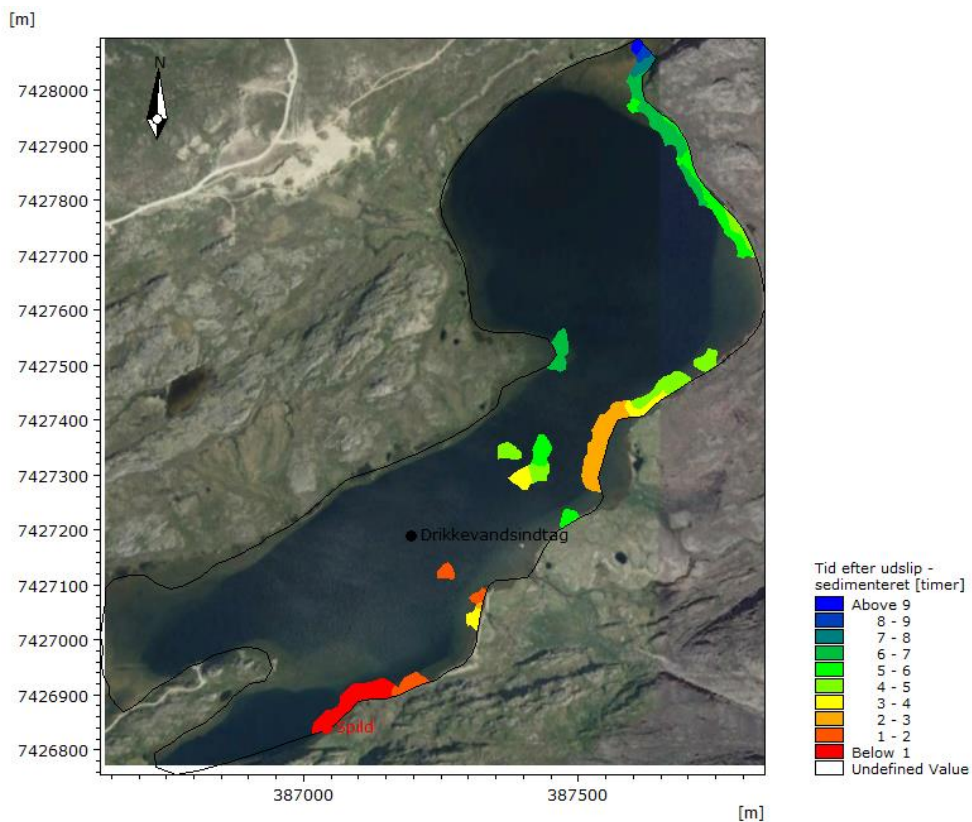 [m]
N
7428000
7427900
7427800
7427700
7427600
7427500
7427400
7427300
7427200
7427100
7427000
7426900
7426800
Drikkevandsindtag
Spild
387000
387500
[m]
Tid efter udslip -
sedimenteret [timer]
Above 9
8 - 9
7 - 8
6 - 7
5 - 6
4 - 5
3 - 4
2 - 3
1 - 2
Below 1
Undefined Value